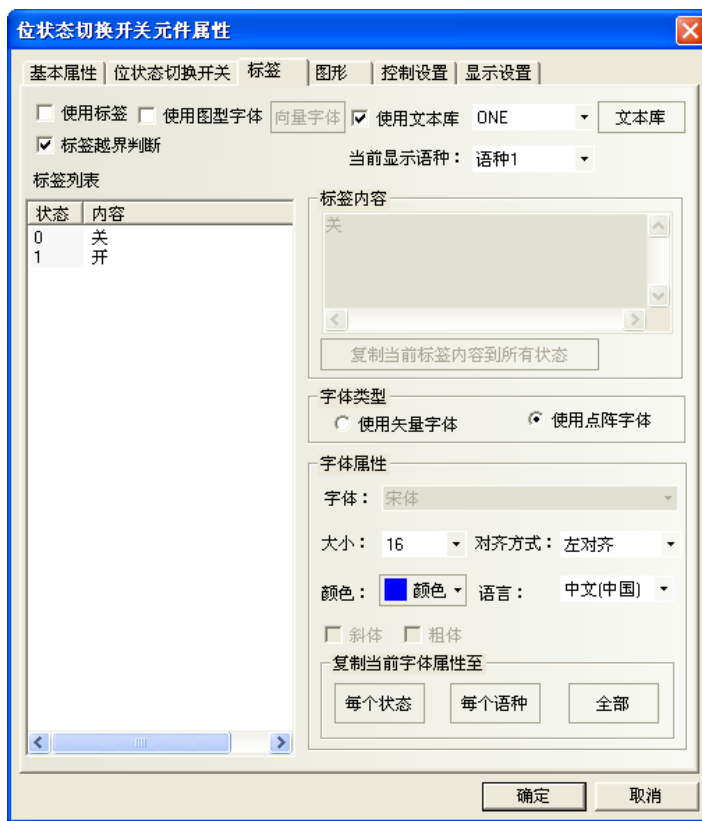 位状态切换开关元件属性
基本属性 位状态切换开关 标签 图形 控制设置 显示设置
使用标签 使用图型字体 向量字体 使用文本库 ONE 文本库
标签越界判断
当前显示语种： 语种1
标签列表
状态 内容
0 关
1 开
标签内容
关
复制当前标签内容到所有状态
字体类型
使用矢量字体 使用点阵字体
字体属性
字体： 宋体
大小： 16 对齐方式： 左对齐
颜色： 颜色 语言： 中文(中国)
斜体 粗体
复制当前字体属性至
每个状态 每个语种 全部
确定 取消